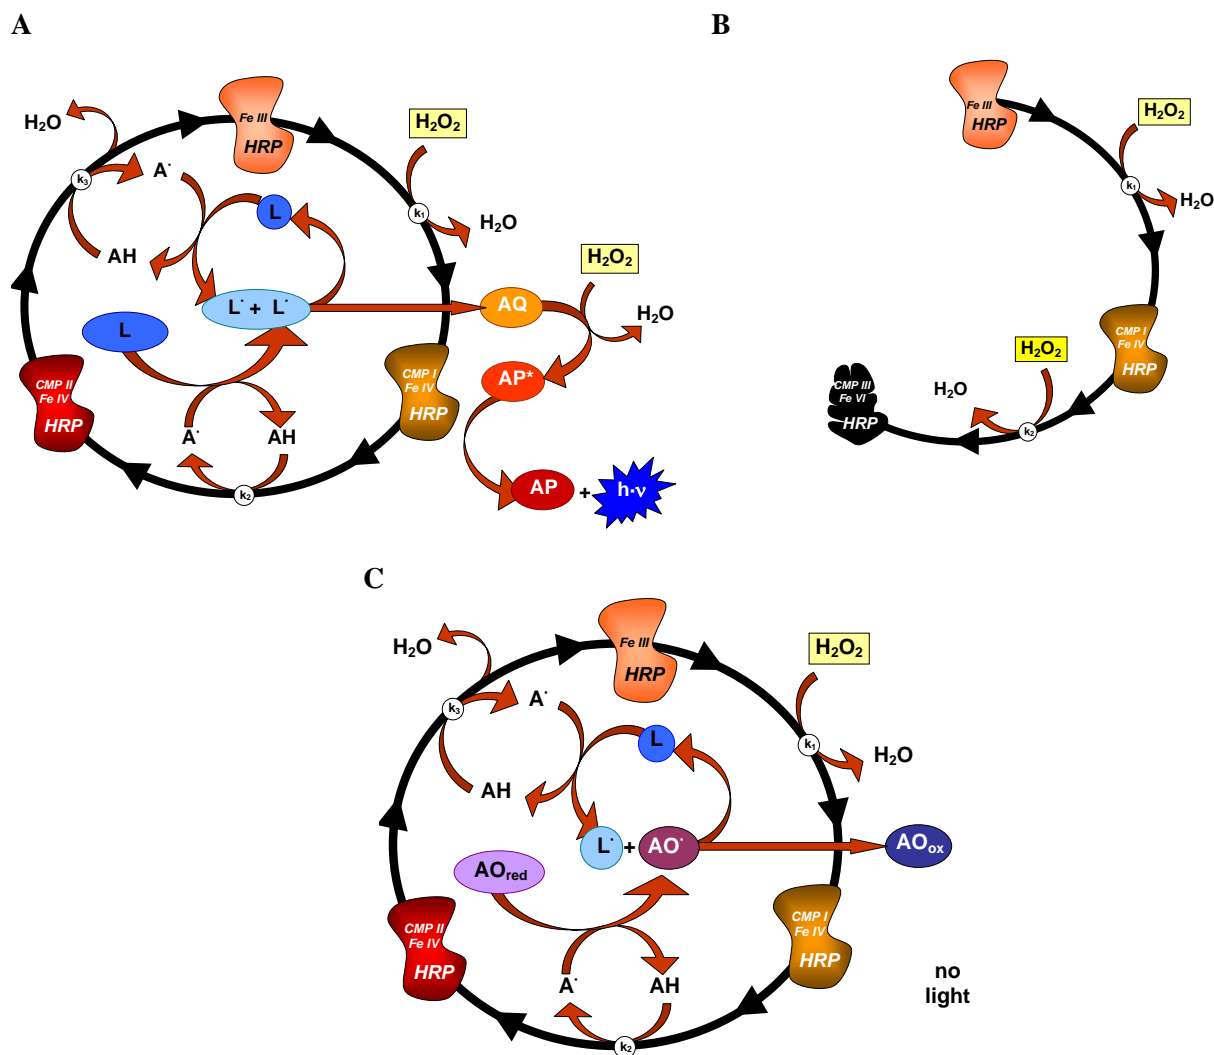 A
B
H₂O
Fe III
HRP
H₂O₂
k₃
A˙
L
k₁
H₂O
AH
L˙ + L˙
AQ
H₂O₂
H₂O
L
AP*
CMP II
Fe IV
HRP
CMP I
Fe IV
HRP
A˙
AH
k₂
AP + h·ν
Fe III
HRP
H₂O₂
k₁
H₂O
CMP I
Fe IV
HRP
H₂O₂
H₂O
CMP III
Fe VI
HRP
k₂
C
H₂O
Fe III
HRP
H₂O₂
k₃
A˙
L
k₁
H₂O
AH
L˙ + AO˙
AOox
AOred
CMP II
Fe IV
HRP
CMP I
Fe IV
HRP
A˙
AH
k₂
no
light